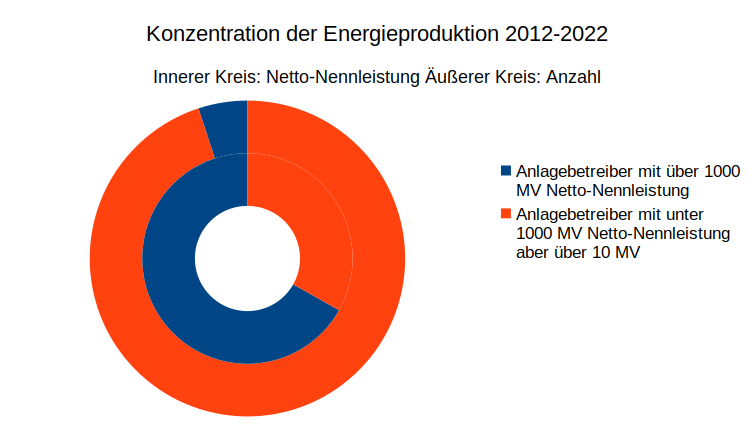 Konzentration der Energieproduktion 2012-2022
Innerer Kreis: Netto-Nennleistung Äußerer Kreis: Anzahl
Anlagebetreiber mit über 1000
MV Netto-Nennleistung
Anlagebetreiber mit unter
1000 MV Netto-Nennleistung
aber über 10 MV